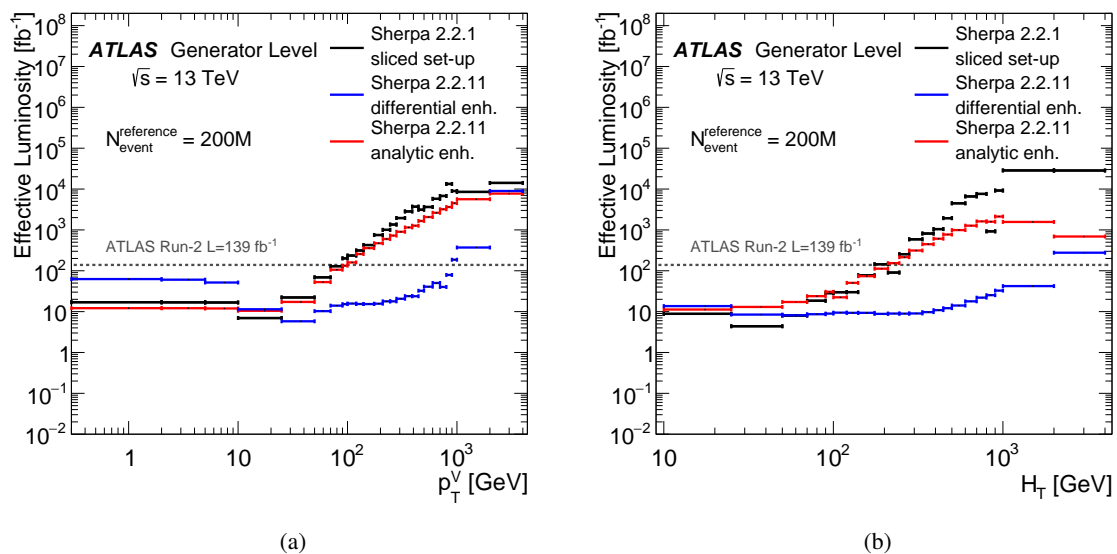 ATLAS Generator Level
√s = 13 TeV
N_event^reference = 200M
Sherpa 2.2.1
sliced set-up
Sherpa 2.2.11
differential enh.
Sherpa 2.2.11
analytic enh.
ATLAS Run-2 L=139 fb⁻¹
Effective Luminosity [fb⁻¹]
10⁸
10⁷
10⁶
10⁵
10⁴
10³
10²
10
1
10⁻¹
10⁻²
1 10 10² 10³
p_T^V [GeV]
(a)
ATLAS Generator Level
√s = 13 TeV
N_event^reference = 200M
Sherpa 2.2.1
sliced set-up
Sherpa 2.2.11
differential enh.
Sherpa 2.2.11
analytic enh.
ATLAS Run-2 L=139 fb⁻¹
Effective Luminosity [fb⁻¹]
10⁸
10⁷
10⁶
10⁵
10⁴
10³
10²
10
1
10⁻¹
10⁻²
10 10² 10³
H_T [GeV]
(b)